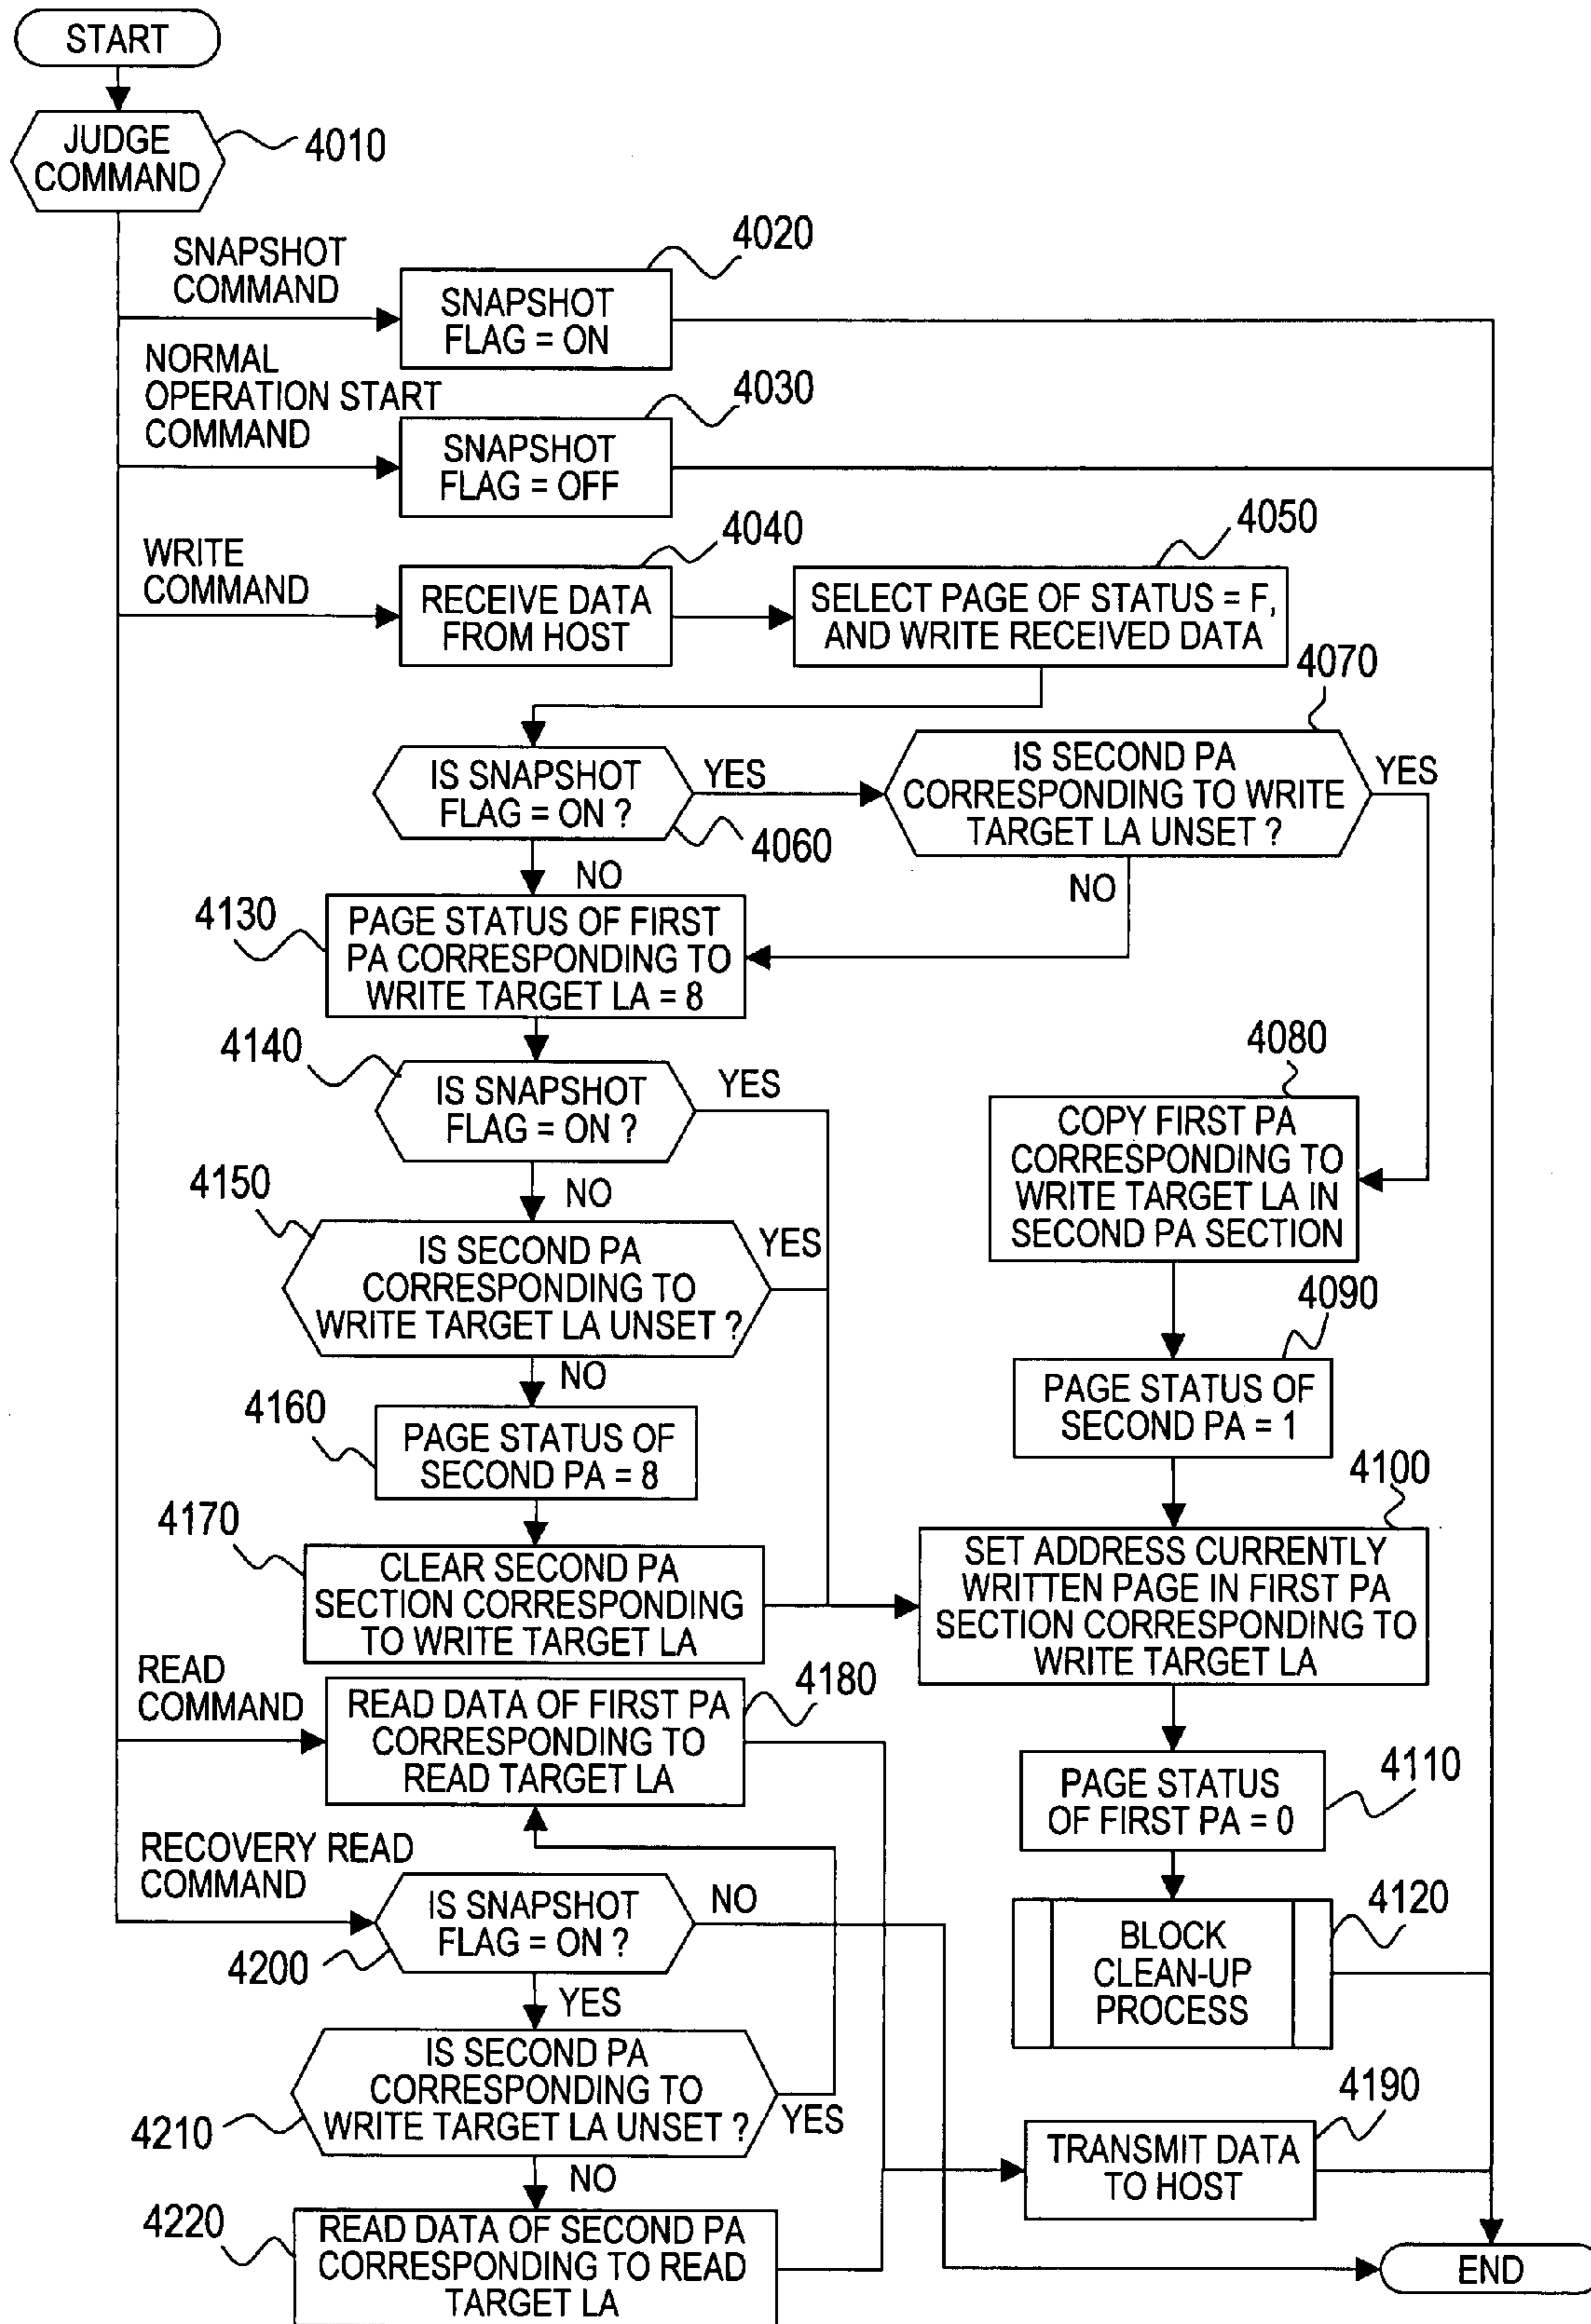 START
JUDGE
COMMAND
4010
SNAPSHOT
COMMAND
4020
SNAPSHOT
FLAG = ON
NORMAL
OPERATION START
COMMAND
4030
SNAPSHOT
FLAG = OFF
WRITE
COMMAND
4040
RECEIVE DATA
FROM HOST
4050
SELECT PAGE OF STATUS = F,
AND WRITE RECEIVED DATA
4070
IS SNAPSHOT
FLAG = ON ?
YES
4060
NO
IS SECOND PA
CORRESPONDING TO WRITE
TARGET LA UNSET ?
YES
NO
4130
PAGE STATUS OF FIRST
PA CORRESPONDING TO
WRITE TARGET LA = 8
4140
IS SNAPSHOT
FLAG = ON ?
YES
NO
4080
COPY FIRST PA
CORRESPONDING TO
WRITE TARGET LA IN
SECOND PA SECTION
4150
IS SECOND PA
CORRESPONDING TO
WRITE TARGET LA UNSET ?
YES
NO
4090
PAGE STATUS OF
SECOND PA = 1
4160
PAGE STATUS OF
SECOND PA = 8
4100
SET ADDRESS CURRENTLY
WRITTEN PAGE IN FIRST PA
SECTION CORRESPONDING TO
WRITE TARGET LA
4170
CLEAR SECOND PA
SECTION CORRESPONDING
TO WRITE TARGET LA
READ
COMMAND
4180
READ DATA OF FIRST PA
CORRESPONDING TO
READ TARGET LA
4110
PAGE STATUS
OF FIRST PA = 0
RECOVERY READ
COMMAND
IS SNAPSHOT
FLAG = ON ?
NO
4200
YES
4120
BLOCK
CLEAN-UP
PROCESS
IS SECOND PA
CORRESPONDING TO
WRITE TARGET LA UNSET ?
4210
YES
NO
4190
TRANSMIT DATA
TO HOST
4220
READ DATA OF SECOND PA
CORRESPONDING TO READ
TARGET LA
END